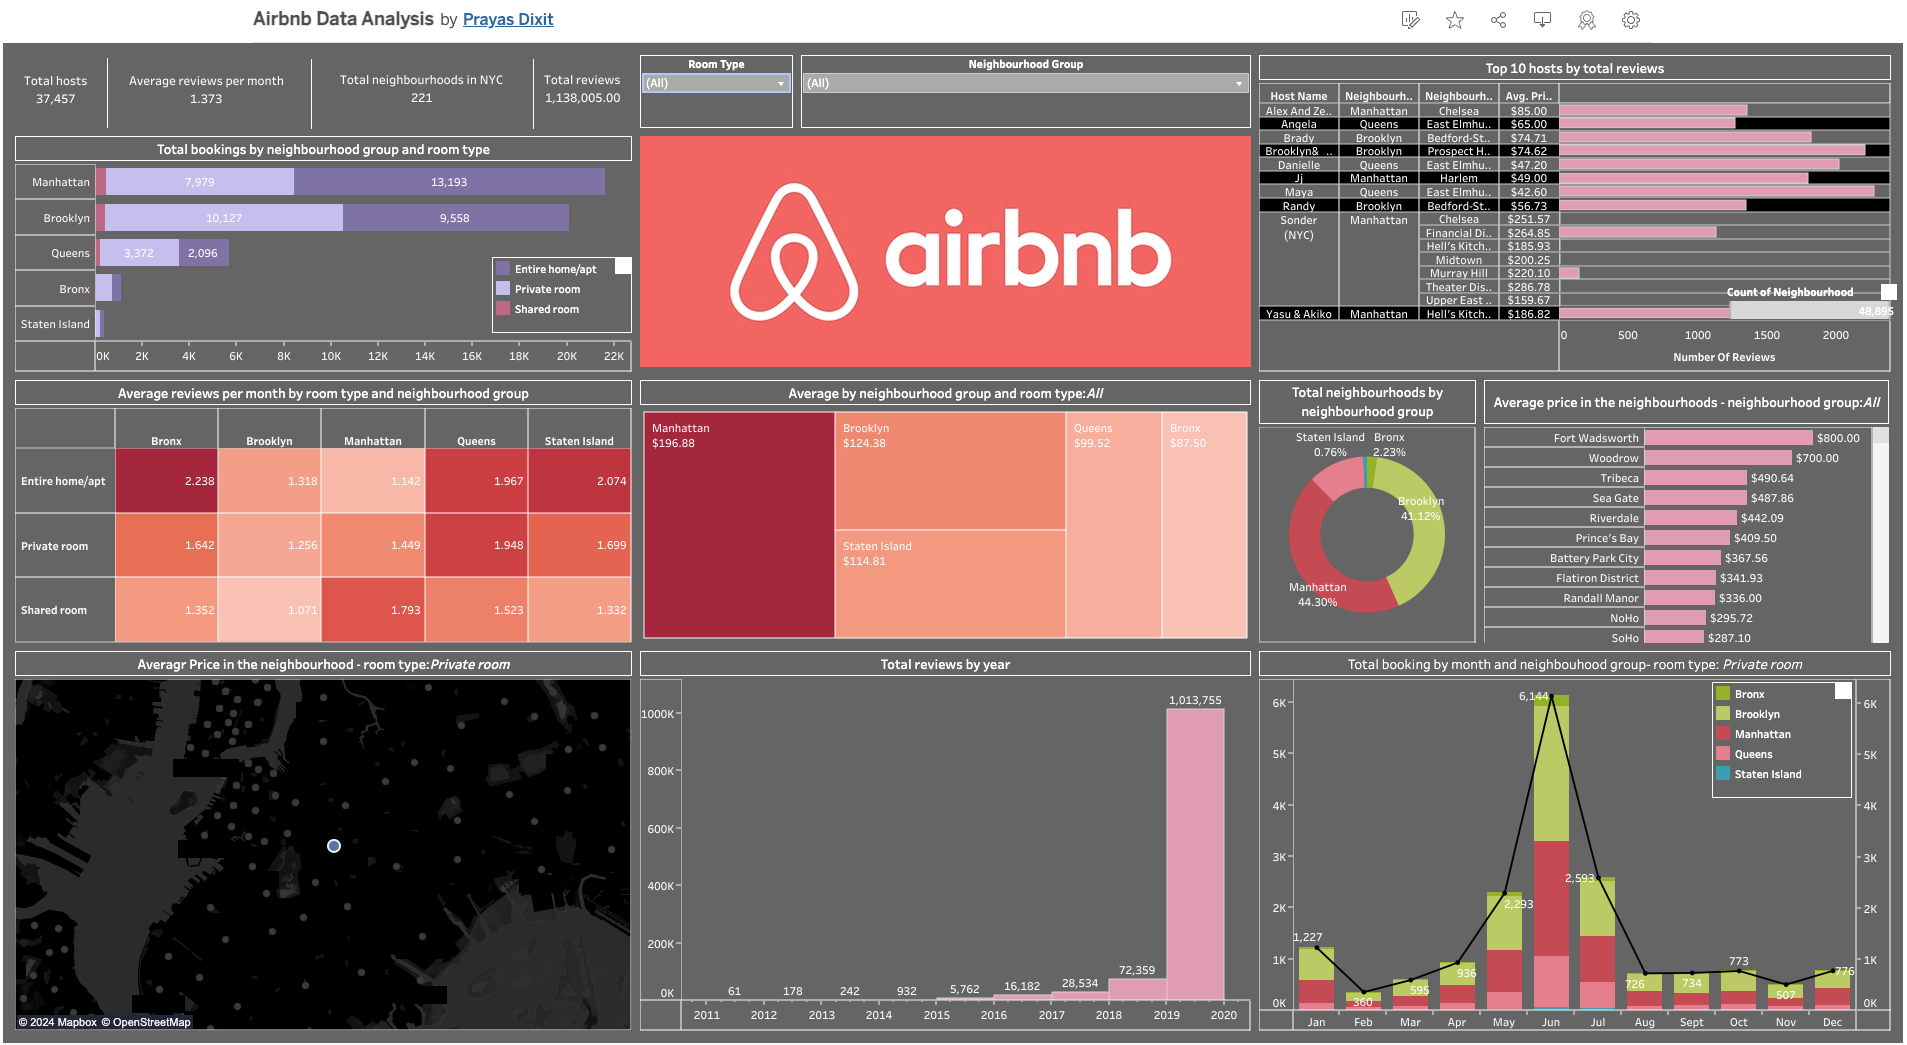 Airbnb Data Analysis by Prayas Dixit
Total hosts
37,457
Average reviews per month
1.373
Total neighbourhoods in NYC
221
Total reviews
1,138,005.00
Room Type
(All)
Neighbourhood Group
(All)
Total bookings by neighbourhood group and room type
Manhattan 7,979 13,193
Brooklyn 10,127 9,558
Queens 3,372 2,096
Bronx
Staten Island
0K 2K 4K 6K 8K 10K 12K 14K 16K 18K 20K 22K
Entire home/apt
Private room
Shared room
airbnb
Top 10 hosts by total reviews
Host Name Neighbourh.. Neighbourh.. Avg. Pri..
Alex And Ze.. Manhattan Chelsea $85.00
Angela Queens East Elmhu.. $65.00
Brady Brooklyn Bedford-St.. $74.71
Brooklyn& .. Brooklyn Prospect H.. $74.62
Danielle Queens East Elmhu.. $47.20
Jj Manhattan Harlem $49.00
Maya Queens East Elmhu.. $42.60
Randy Brooklyn Bedford-St.. $56.73
Sonder Manhattan Chelsea $251.57
(NYC) Financial Di.. $264.85
Hell's Kitch.. $185.93
Midtown $200.25
Murray Hill $220.10
Theater Dis.. $286.78
Upper East .. $159.67
Yasu & Akiko Manhattan Hell's Kitch.. $186.82
Count of Neighbourhood
48,895
0 500 1000 1500 2000
Number Of Reviews
Average reviews per month by room type and neighbourhood group
Bronx Brooklyn Manhattan Queens Staten Island
Entire home/apt 2.238 1.318 1.142 1.967 2.074
Private room 1.642 1.256 1.449 1.948 1.699
Shared room 1.352 1.071 1.793 1.523 1.332
Average by neighbourhood group and room type:All
Manhattan
$196.88
Brooklyn
$124.38
Staten Island
$114.81
Queens
$99.52
Bronx
$87.50
Total neighbourhoods by
neighbourhood group
Staten Island
0.76%
Bronx
2.23%
Brooklyn
41.12%
Manhattan
44.30%
Average price in the neighbourhoods - neighbourhood group:All
Fort Wadsworth $800.00
Woodrow $700.00
Tribeca $490.64
Sea Gate $487.86
Riverdale $442.09
Prince's Bay $409.50
Battery Park City $367.56
Flatiron District $341.93
Randall Manor $336.00
NoHo $295.72
SoHo $287.10
Averagr Price in the neighbourhood - room type:Private room
© 2024 Mapbox © OpenStreetMap
Total reviews by year
1000K
800K
600K
400K
200K
0K
61 178 242 932 5,762 16,182 28,534 72,359 1,013,755
2011 2012 2013 2014 2015 2016 2017 2018 2019 2020
Total booking by month and neighbouhood group- room type: Private room
Bronx
Brooklyn
Manhattan
Queens
Staten Island
6K 6K
5K 5K
4K 4K
3K 3K
2K 2K
1K 1K
0K 0K
1,227 360 595 936 2,293 6,144 2,593 726 734 773 507 776
Jan Feb Mar Apr May Jun Jul Aug Sept Oct Nov Dec